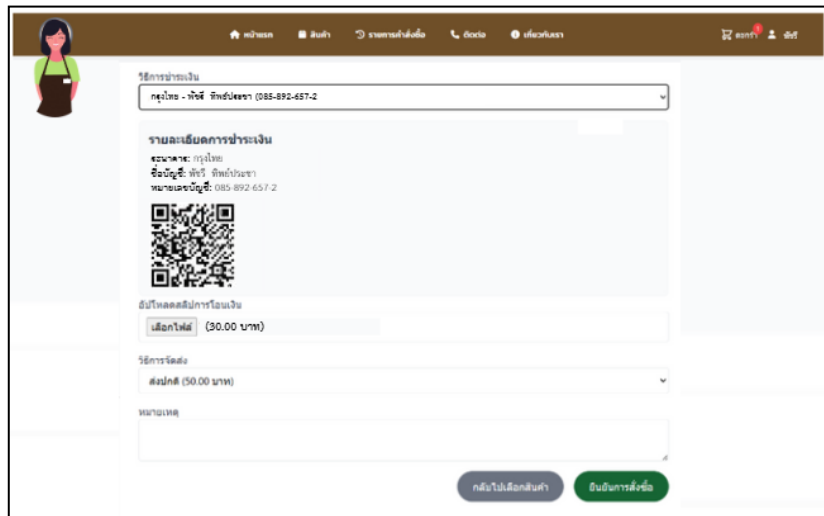 หน้าแรก สินค้า รายการคำสั่งซื้อ ติดต่อ เกี่ยวกับเรา ตะกร้า 1 พัชรี
วิธีการชำระเงิน
กรุงไทย - พัชรี ทิพย์ประชา (085-892-657-2
รายละเอียดการชำระเงิน
ธนาคาร: กรุงไทย
ชื่อบัญชี: พัชรี ทิพย์ประชา
หมายเลขบัญชี: 085-892-657-2
อัปโหลดสลิปการโอนเงิน
เลือกไฟล์ (30.00 บาท)
วิธีการจัดส่ง
ส่งปกติ (50.00 บาท)
หมายเหตุ
กลับไปเลือกสินค้า ยืนยันการสั่งซื้อ